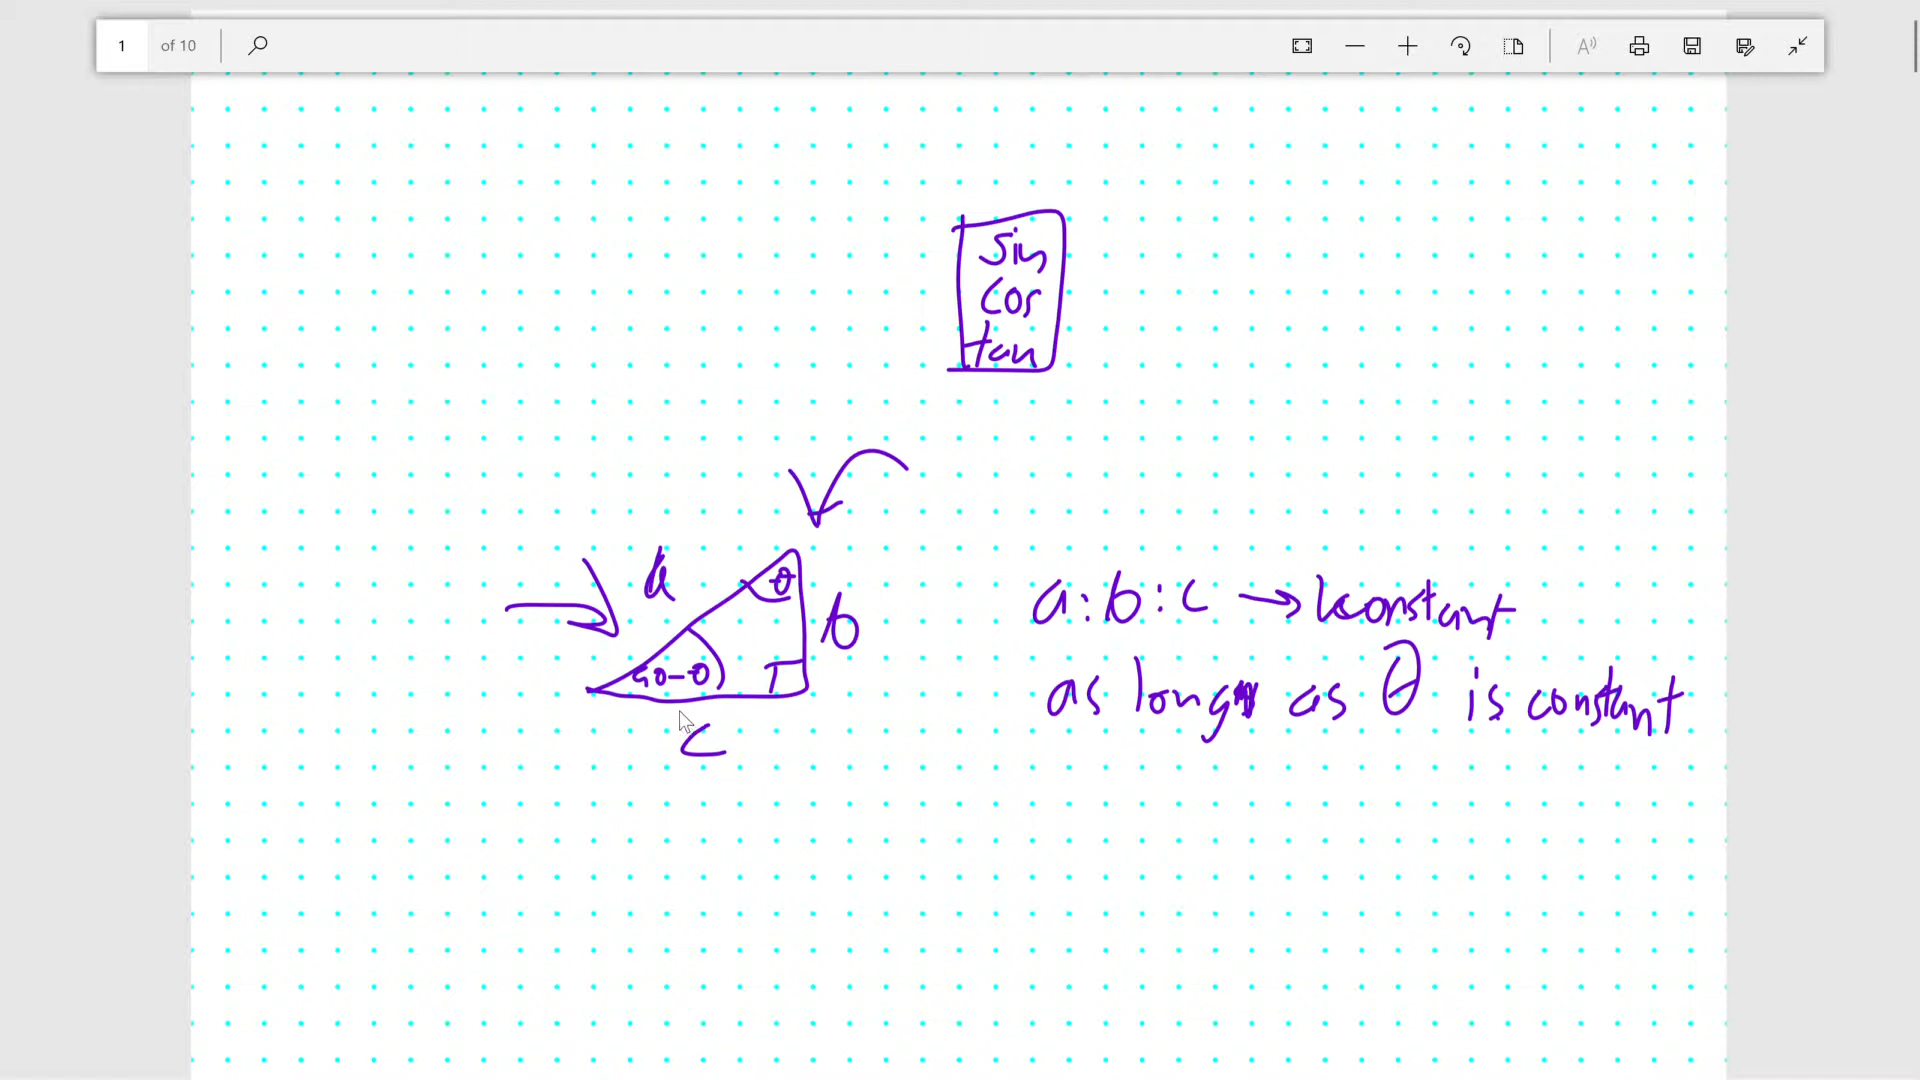 1 of 10
sin
cos
tan
a
θ
b
90-θ
c
a:b:c → constant
as long as θ is constant